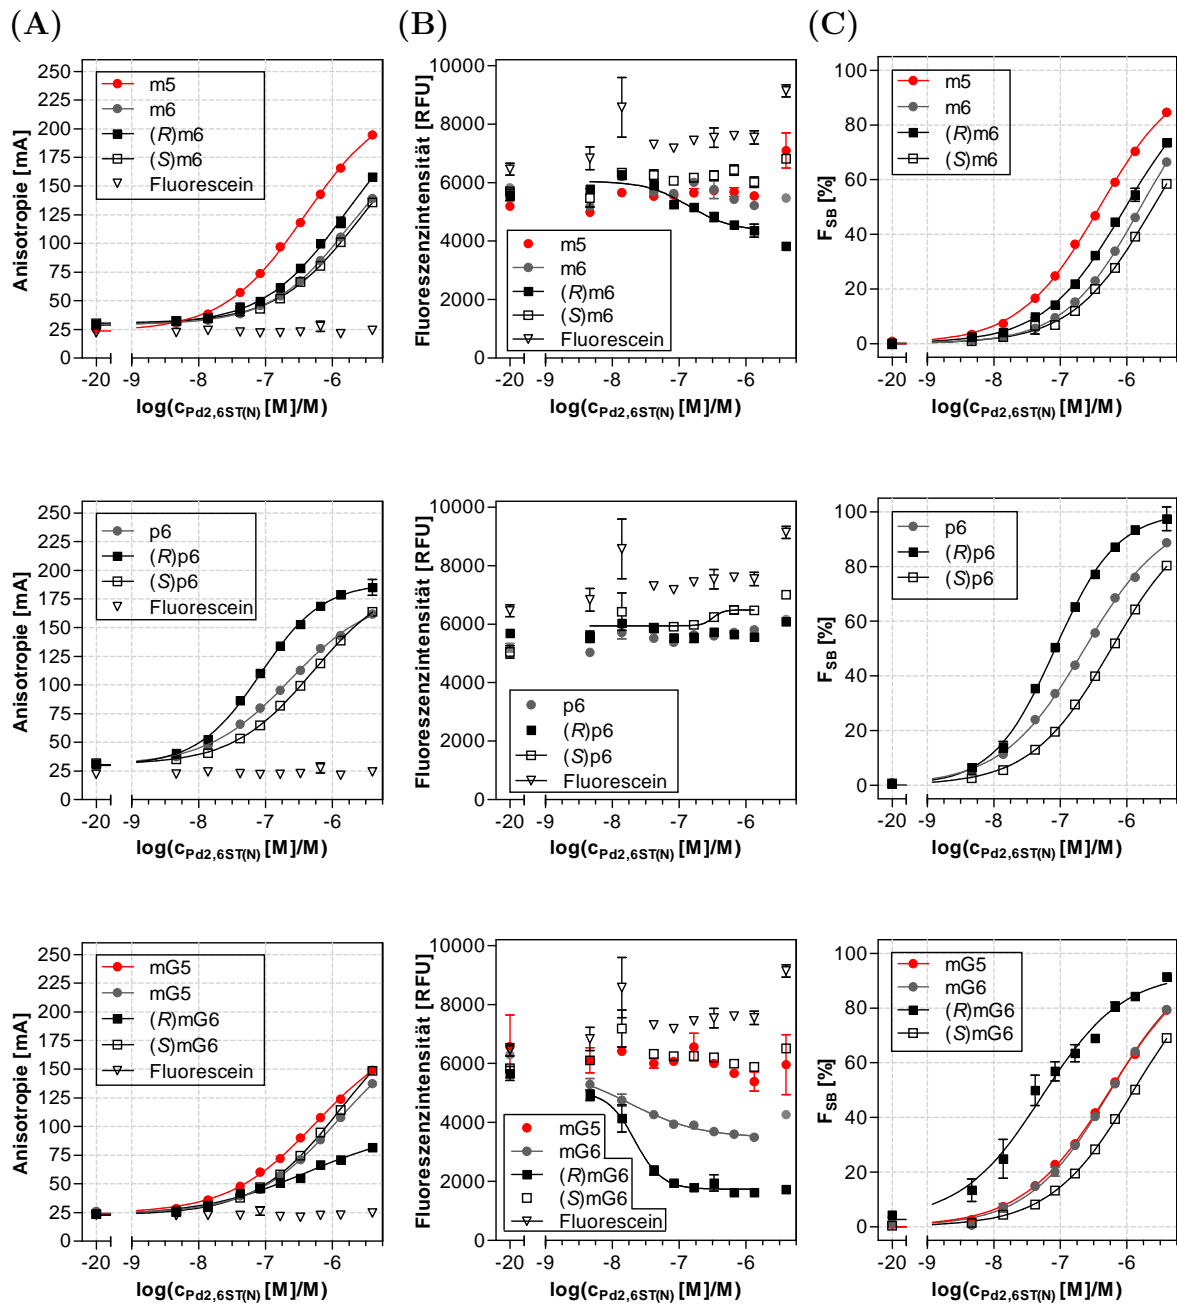 (A) (B) (C)
250
225
200
175
150
125
100
75
50
25
0
Anisotropie [mA]
m5
m6
(R)m6
(S)m6
Fluorescein
-20 -9 -8 -7 -6
log(cPd2,6ST(N) [M]/M)
10000
8000
6000
4000
2000
0
Fluoreszenzintensität [RFU]
m5
m6
(R)m6
(S)m6
Fluorescein
-20 -9 -8 -7 -6
log(cPd2,6ST(N) [M]/M)
100
80
60
40
20
0
FSB [%]
m5
m6
(R)m6
(S)m6
-20 -9 -8 -7 -6
log(cPd2,6ST(N) [M]/M)
250
225
200
175
150
125
100
75
50
25
0
Anisotropie [mA]
p6
(R)p6
(S)p6
Fluorescein
-20 -9 -8 -7 -6
log(cPd2,6ST(N) [M]/M)
10000
8000
6000
4000
2000
0
Fluoreszenzintensität [RFU]
p6
(R)p6
(S)p6
Fluorescein
-20 -9 -8 -7 -6
log(cPd2,6ST(N) [M]/M)
100
80
60
40
20
0
FSB [%]
p6
(R)p6
(S)p6
-20 -9 -8 -7 -6
log(cPd2,6ST(N) [M]/M)
250
225
200
175
150
125
100
75
50
25
0
Anisotropie [mA]
mG5
mG5
(R)mG6
(S)mG6
Fluorescein
-20 -9 -8 -7 -6
log(cPd2,6ST(N) [M]/M)
10000
8000
6000
4000
2000
0
Fluoreszenzintensität [RFU]
mG5
mG6
(R)mG6
(S)mG6
Fluorescein
-20 -9 -8 -7 -6
log(cPd2,6ST(N) [M]/M)
100
80
60
40
20
0
FSB [%]
mG5
mG6
(R)mG6
(S)mG6
-20 -9 -8 -7 -6
log(cPd2,6ST(N) [M]/M)